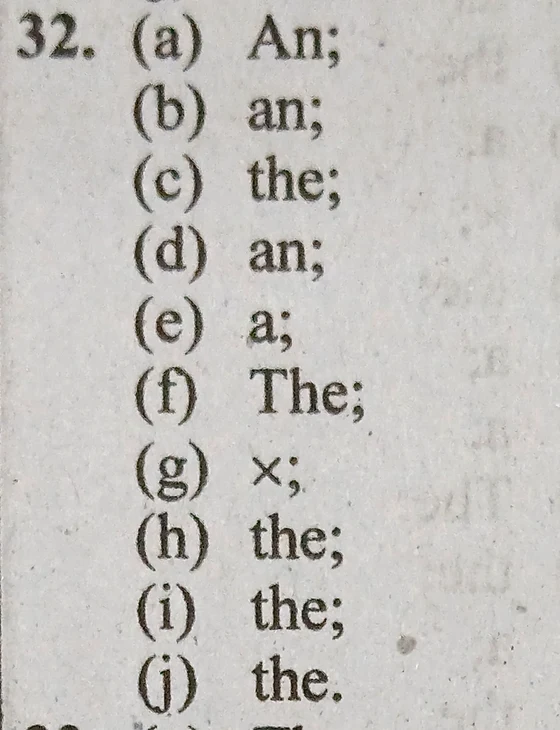 32. (a) An;
(b) an;
(c) the;
(d) an;
(e) a;
(f) The;
(g) ×;
(h) the;
(i) the;
(j) the.